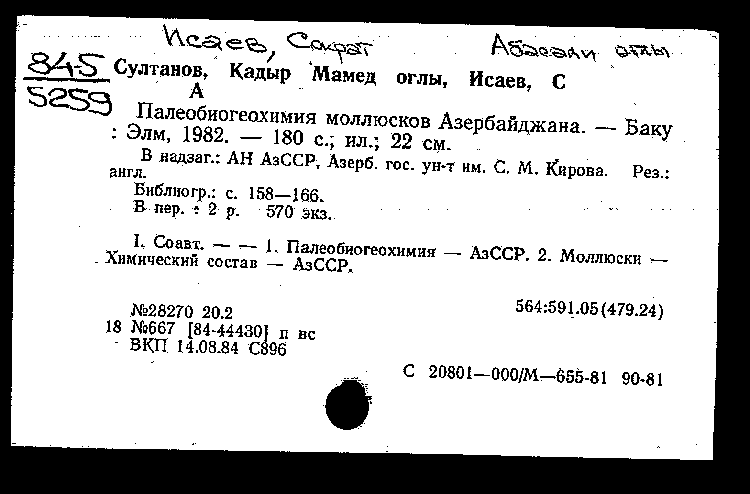 Исаев, Сократ Абасали оглы
84-5
5259
Султанов, Кадыр Мамед оглы, Исаев, С
А
Палеобиогеохимия моллюсков Азербайджана. — Баку
: Элм, 1982. — 180 с.; ил.; 22 см.
В надзаг.: АН АзССР, Азерб. гос. ун-т им. С. М. Кирова. Рез.:
англ.
Библиогр.: с. 158—166.
В пер. : 2 р. 570 экз.
I. Соавт. — — 1. Палеобиогеохимия — АзССР. 2. Моллюски —
Химический состав — АзССР.
№28270 20.2 564:591.05(479.24)
18 №667 [84-44430] п вс
ВКП 14.08.84 С896
С 20801—000/М—655-81 90-81